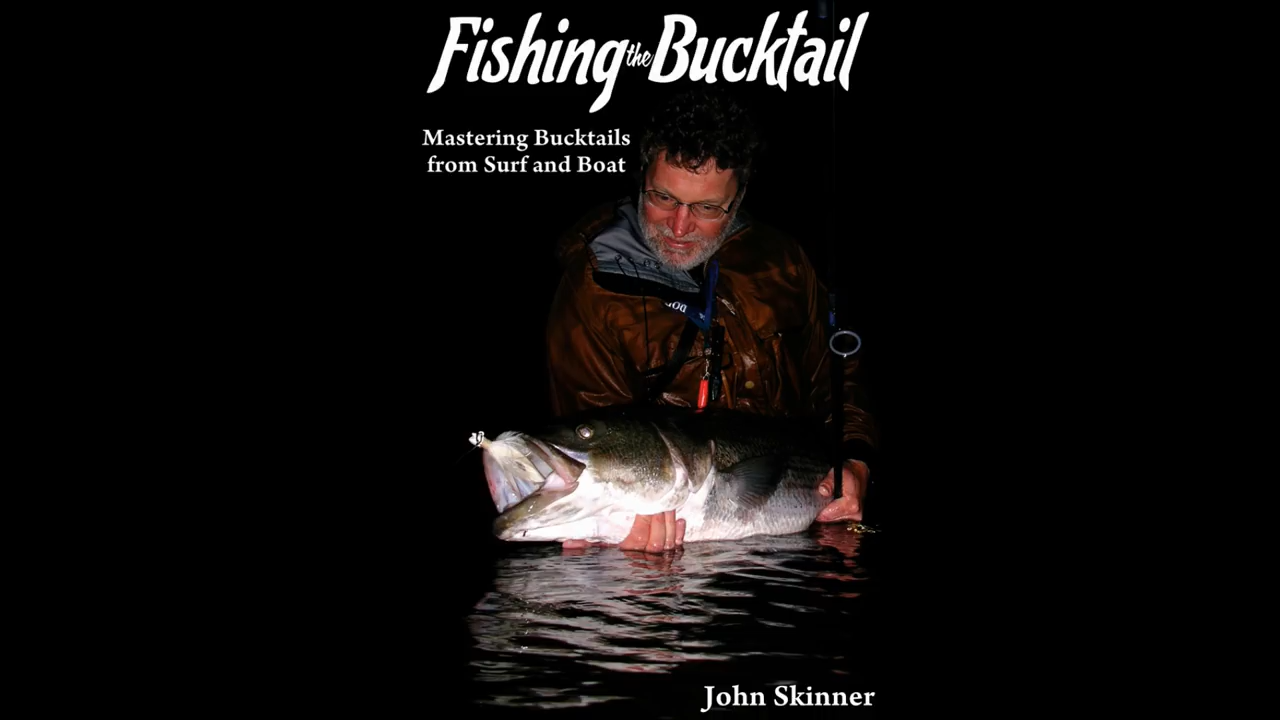 Fishing the Bucktail
Mastering Bucktails
from Surf and Boat
John Skinner